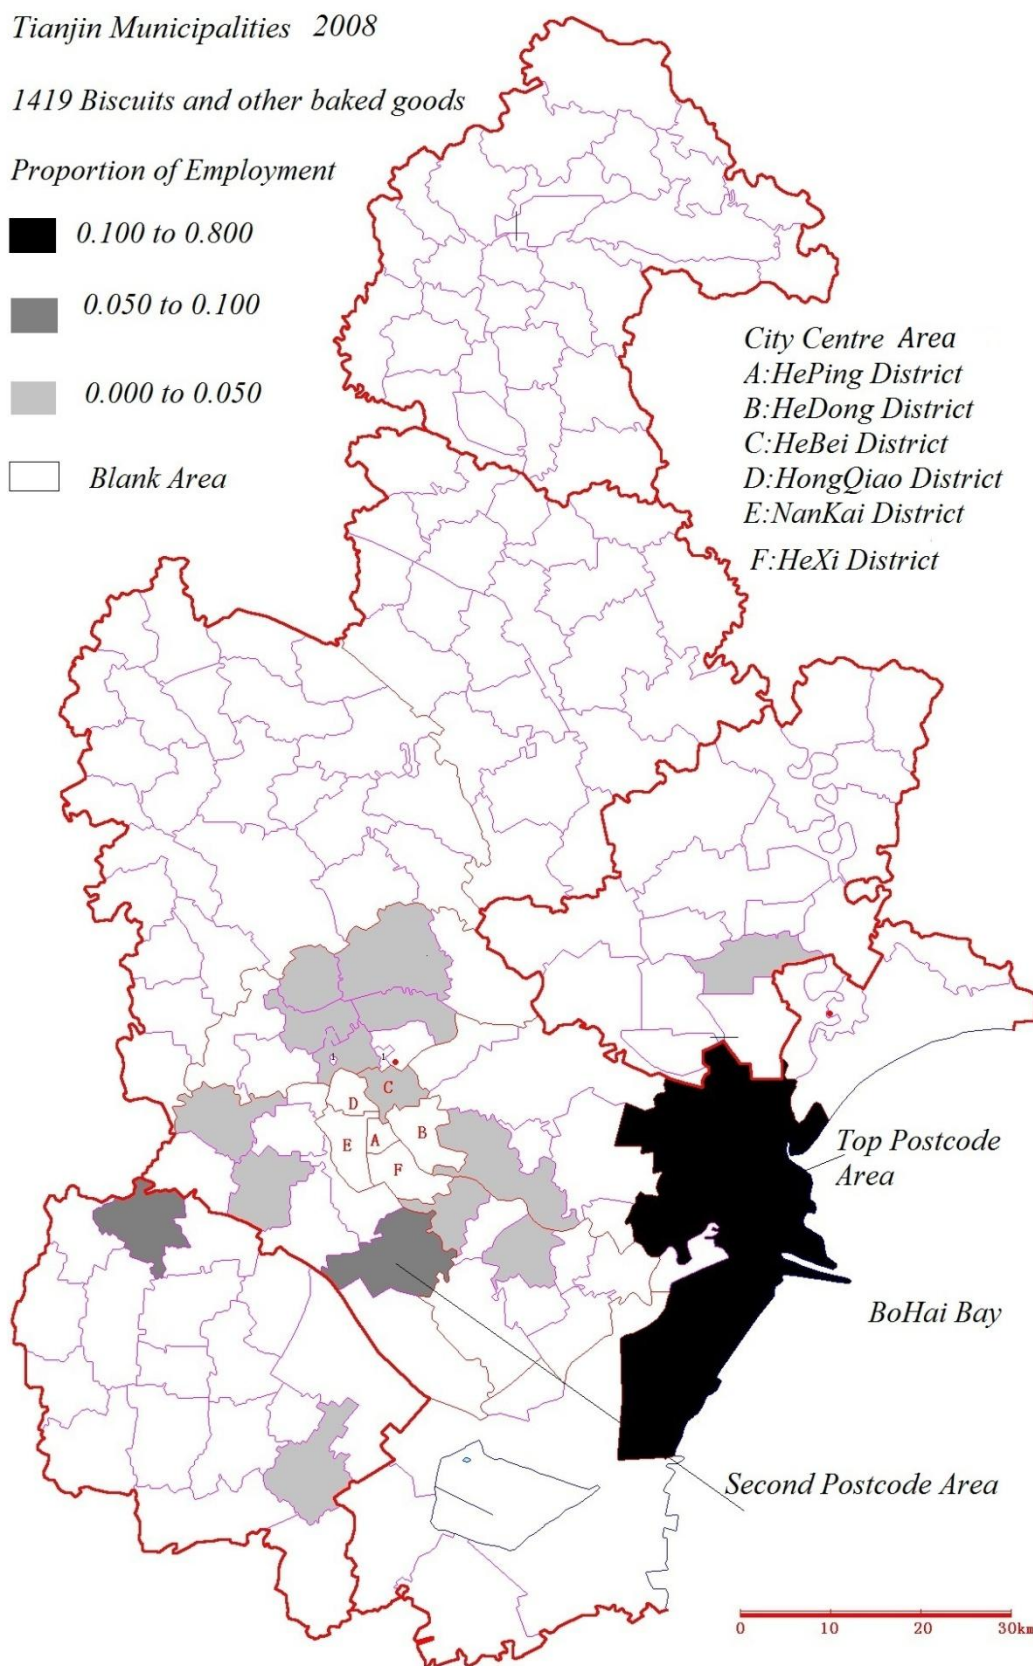 Tianjin Municipalities 2008
1419 Biscuits and other baked goods
Proportion of Employment
0.100 to 0.800
0.050 to 0.100
0.000 to 0.050
Blank Area
City Centre Area
A:HePing District
B:HeDong District
C:HeBei District
D:HongQiao District
E:NanKai District
F:HeXi District
1
1
C
D
B
E
A
F
Top Postcode
Area
BoHai Bay
Second Postcode Area
0 10 20 30km